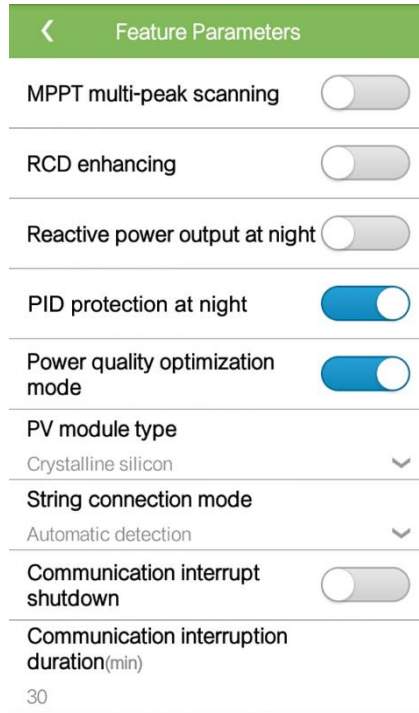 Feature Parameters
MPPT multi-peak scanning
RCD enhancing
Reactive power output at night
PID protection at night
Power quality optimization
mode
PV module type
Crystalline silicon
String connection mode
Automatic detection
Communication interrupt
shutdown
Communication interruption
duration(min)
30